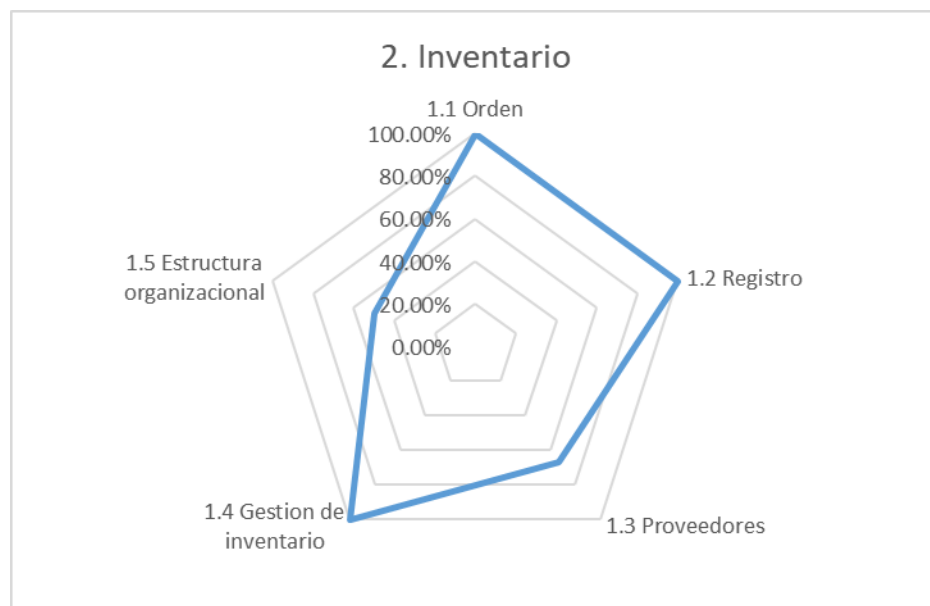 2. Inventario
1.1 Orden
100.00%
80.00%
60.00%
40.00%
20.00%
0.00%
1.5 Estructura
organizacional
1.2 Registro
1.4 Gestion de
inventario
1.3 Proveedores